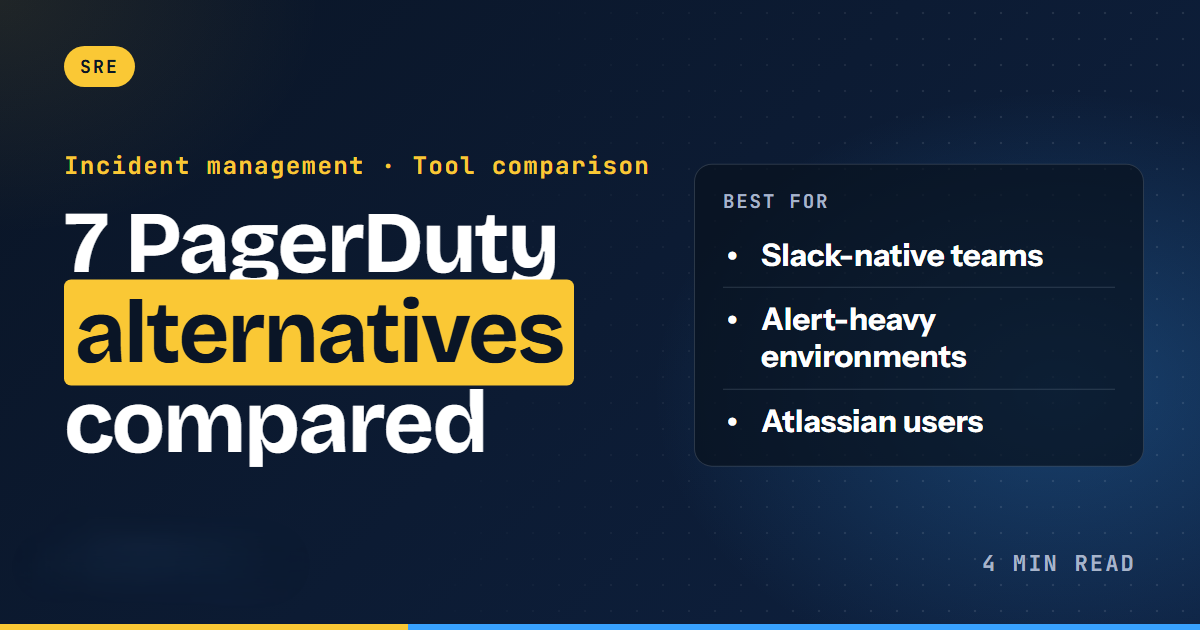 SRE
Incident management · Tool comparison
7 PagerDuty
alternatives
compared
BEST FOR
• Slack-native teams
• Alert-heavy
environments
• Atlassian users
4 MIN READ